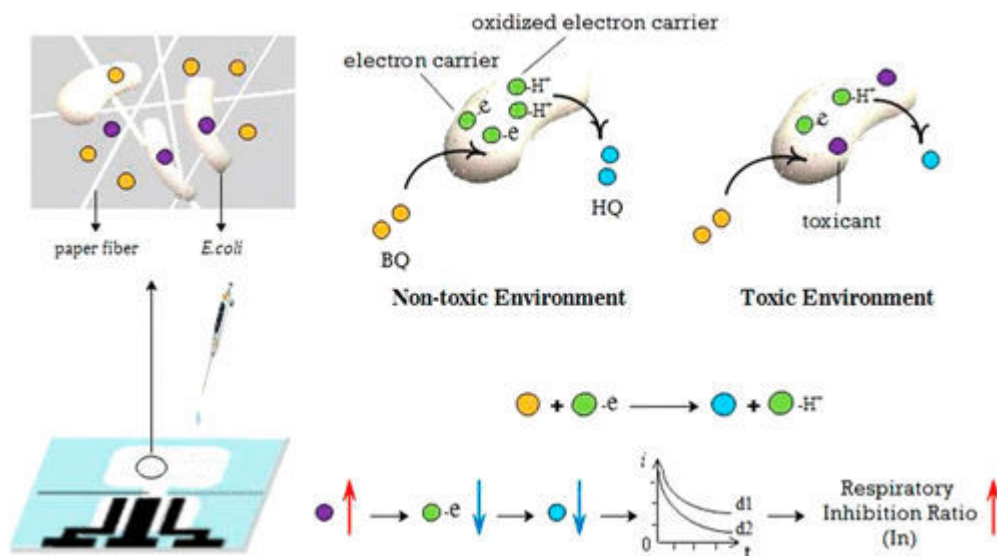 oxidized electron carrier
electron carrier
-H⁺
-H⁺
-e
-e
BQ
HQ
Non-toxic Environment
-H⁺
-e
toxicant
Toxic Environment
paper fiber
E.coli
+ -e + -H⁺
-e
i
0
t
d1
d2
Respiratory
Inhibition Ratio
(In)